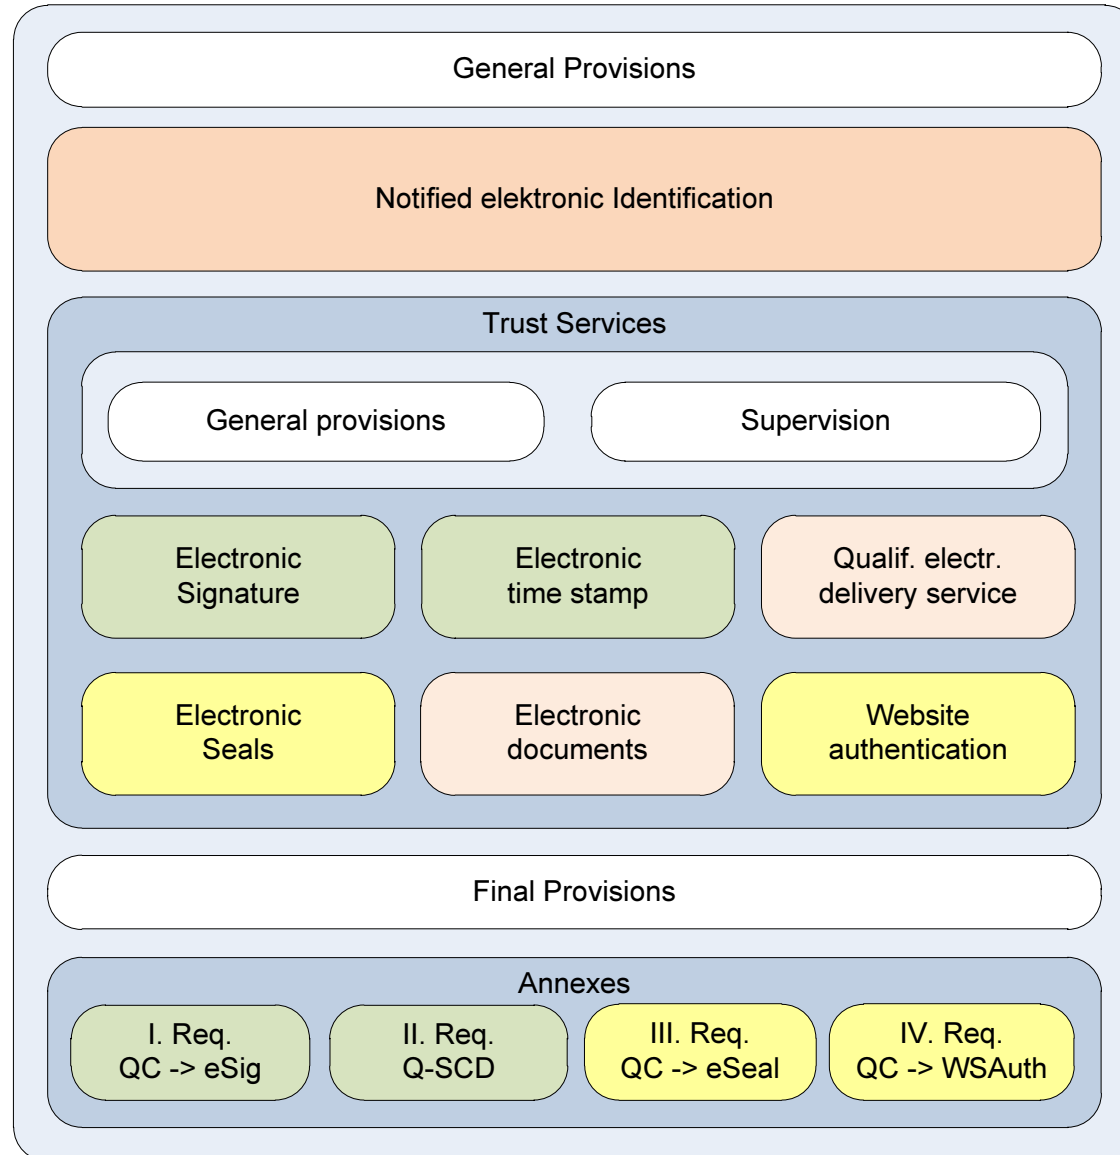 General Provisions
Notified elektronic Identification
Trust Services
General provisions
Supervision
Electronic
Signature
Electronic
time stamp
Qualif. electr.
delivery service
Electronic
Seals
Electronic
documents
Website
authentication
Final Provisions
Annexes
I. Req.
QC -> eSig
II. Req.
Q-SCD
III. Req.
QC -> eSeal
IV. Req.
QC -> WSAuth